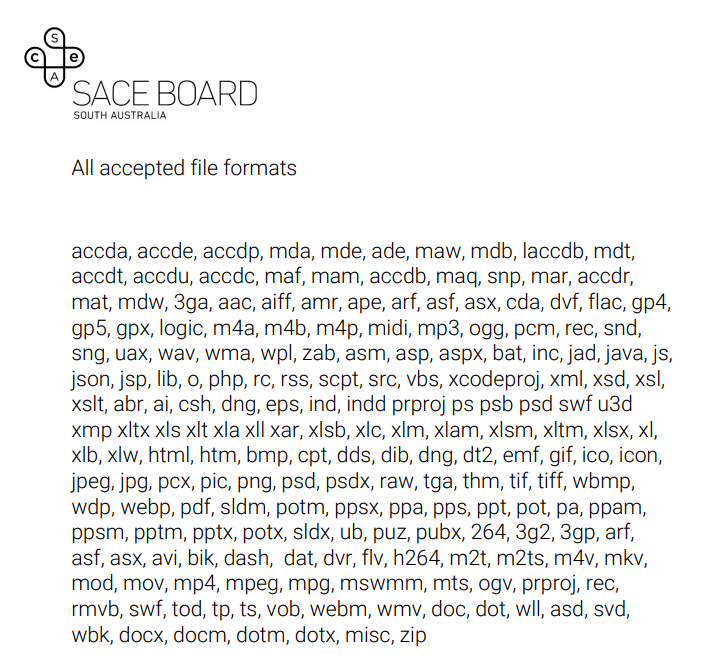 S
C e
A
SACE BOARD
SOUTH AUSTRALIA
All accepted file formats
accda, accde, accdp, mda, mde, ade, maw, mdb, laccdb, mdt,
accdt, accdu, accdc, maf, mam, accdb, maq, snp, mar, accdr,
mat, mdw, 3ga, aac, aiff, amr, ape, arf, asf, asx, cda, dvf, flac, gp4,
gp5, gpx, logic, m4a, m4b, m4p, midi, mp3, ogg, pcm, rec, snd,
sng, uax, wav, wma, wpl, zab, asm, asp, aspx, bat, inc, jad, java, js,
json, jsp, lib, o, php, rc, rss, scpt, src, vbs, xcodeproj, xml, xsd, xsl,
xslt, abr, ai, csh, dng, eps, ind, indd prproj ps psb psd swf u3d
xmp xltx xls xlt xla xll xar, xlsb, xlc, xlm, xlam, xlsm, xltm, xlsx, xl,
xlb, xlw, html, htm, bmp, cpt, dds, dib, dng, dt2, emf, gif, ico, icon,
jpeg, jpg, pcx, pic, png, psd, psdx, raw, tga, thm, tif, tiff, wbmp,
wdp, webp, pdf, sldm, potm, ppsx, ppa, pps, ppt, pot, pa, ppam,
ppsm, pptm, pptx, potx, sldx, ub, puz, pubx, 264, 3g2, 3gp, arf,
asf, asx, avi, bik, dash,  dat, dvr, flv, h264, m2t, m2ts, m4v, mkv,
mod, mov, mp4, mpeg, mpg, mswmm, mts, ogv, prproj, rec,
rmvb, swf, tod, tp, ts, vob, webm, wmv, doc, dot, wll, asd, svd,
wbk, docx, docm, dotm, dotx, misc, zip